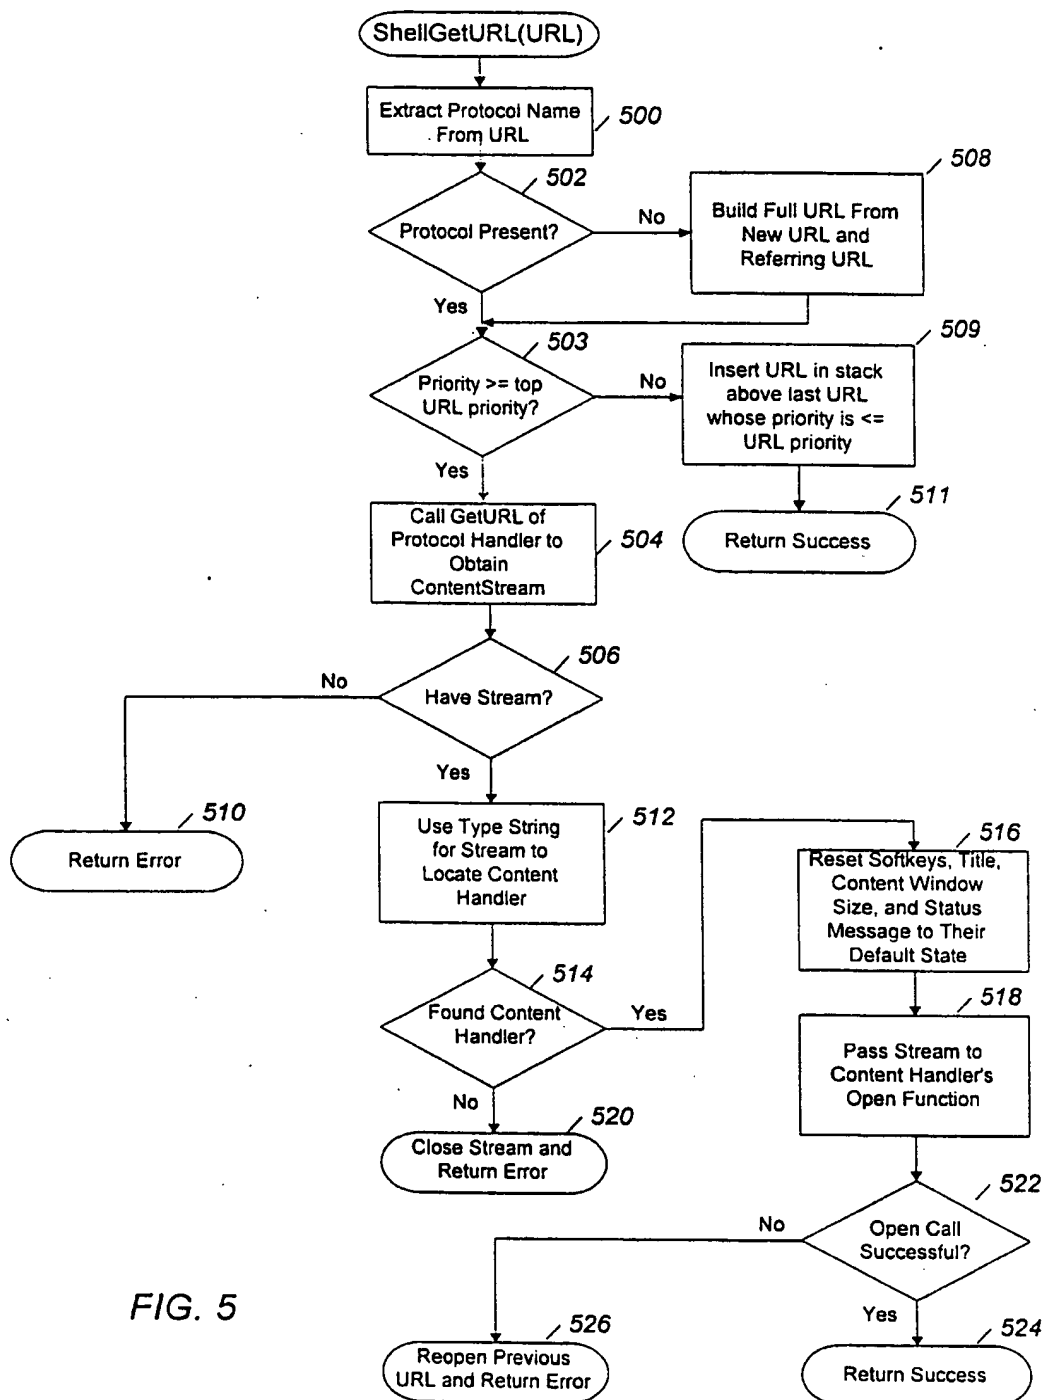 ShellGetURL(URL)
Extract Protocol Name
From URL
500
502
Protocol Present?
No
508
Build Full URL From
New URL and
Referring URL
Yes
503
Priority >= top
URL priority?
No
509
Insert URL in stack
above last URL
whose priority is <=
URL priority
Yes
511
Return Success
Call GetURL of
Protocol Handler to
Obtain
ContentStream
504
506
Have Stream?
No
Yes
510
Return Error
512
Use Type String
for Stream to
Locate Content
Handler
516
Reset Softkeys, Title,
Content Window
Size, and Status
Message to Their
Default State
514
Found Content
Handler?
Yes
No
518
Pass Stream to
Content Handler's
Open Function
520
Close Stream and
Return Error
522
Open Call
Successful?
No
Yes
526
Reopen Previous
URL and Return Error
524
Return Success
FIG. 5